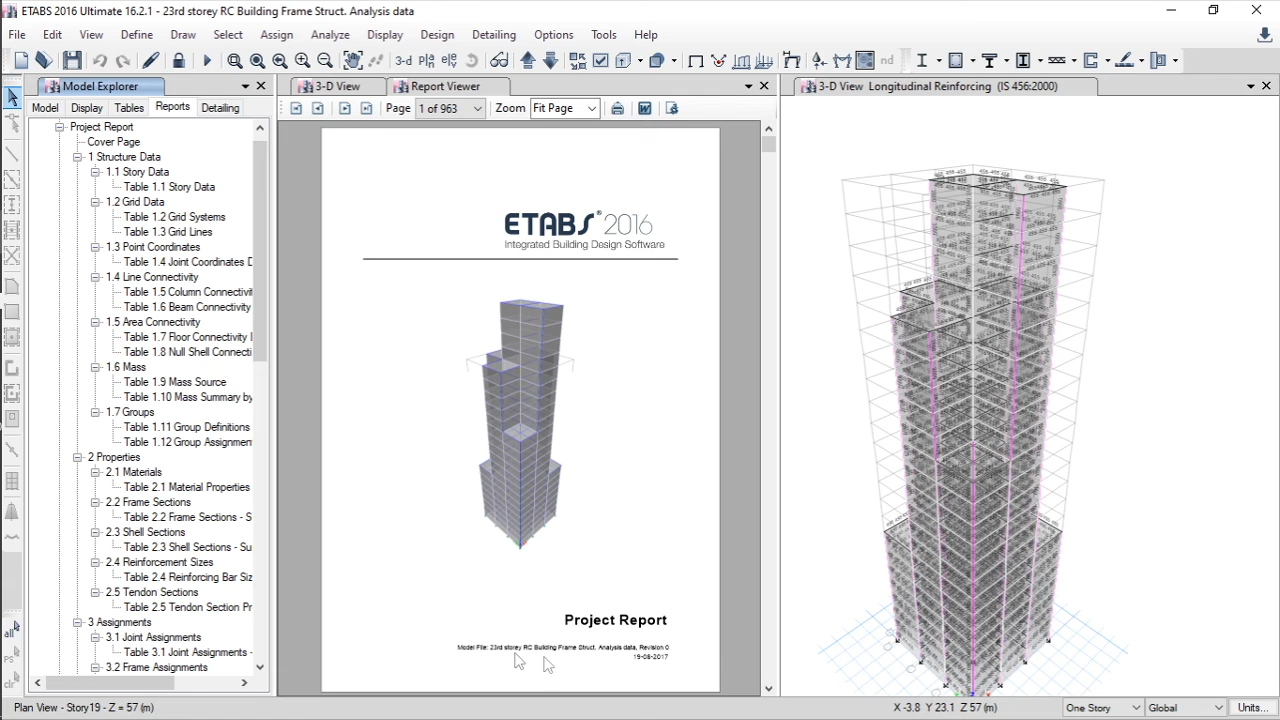 ETABS 2016 Ultimate 16.2.1 - 23rd storey RC Building Frame Struct. Analysis data
File Edit View Define Draw Select Assign Analyze Display Design Detailing Options Tools Help
3-d plan elev nd
Model Explorer
3-D View Report Viewer
3-D View Longitudinal Reinforcing (IS 456:2000)
Model Display Tables Reports Detailing
Page 1 of 963 Zoom Fit Page
Project Report
Cover Page
1 Structure Data
1.1 Story Data
Table 1.1 Story Data
1.2 Grid Data
Table 1.2 Grid Systems
Table 1.3 Grid Lines
1.3 Point Coordinates
Table 1.4 Joint Coordinates D
1.4 Line Connectivity
Table 1.5 Column Connectivit
Table 1.6 Beam Connectivity
1.5 Area Connectivity
Table 1.7 Floor Connectivity
Table 1.8 Null Shell Connecti
1.6 Mass
Table 1.9 Mass Source
Table 1.10 Mass Summary by
1.7 Groups
Table 1.11 Group Definitions
Table 1.12 Group Assignmen
2 Properties
2.1 Materials
Table 2.1 Material Properties
2.2 Frame Sections
Table 2.2 Frame Sections - S
2.3 Shell Sections
Table 2.3 Shell Sections - Su
2.4 Reinforcement Sizes
Table 2.4 Reinforcing Bar Siz
2.5 Tendon Sections
Table 2.5 Tendon Section Pr
3 Assignments
3.1 Joint Assignments
Table 3.1 Joint Assignments -
3.2 Frame Assignments
all
PS
clr
ETABS® 2016
Integrated Building Design Software
Project Report
Model File: 23rd storey RC Building Frame Struct. Analysis data, Revision 0
19-08-2017
Plan View - Story19 - Z = 57 (m)
X -3.8 Y 23.1 Z 57 (m)
One Story
Global
Units...